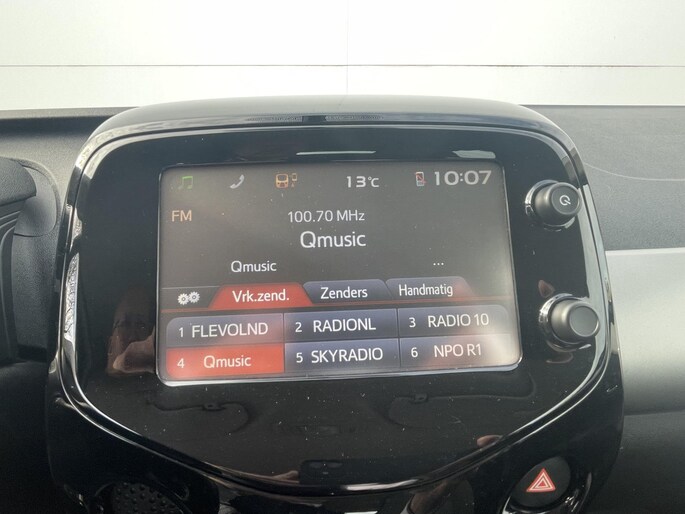 13°C 10:07
FM 100.70 MHz
Qmusic
Qmusic ...
Vrk.zend. Zenders Handmatig
1 FLEVOLND 2 RADIONL 3 RADIO 10
4 Qmusic 5 SKYRADIO 6 NPO R1